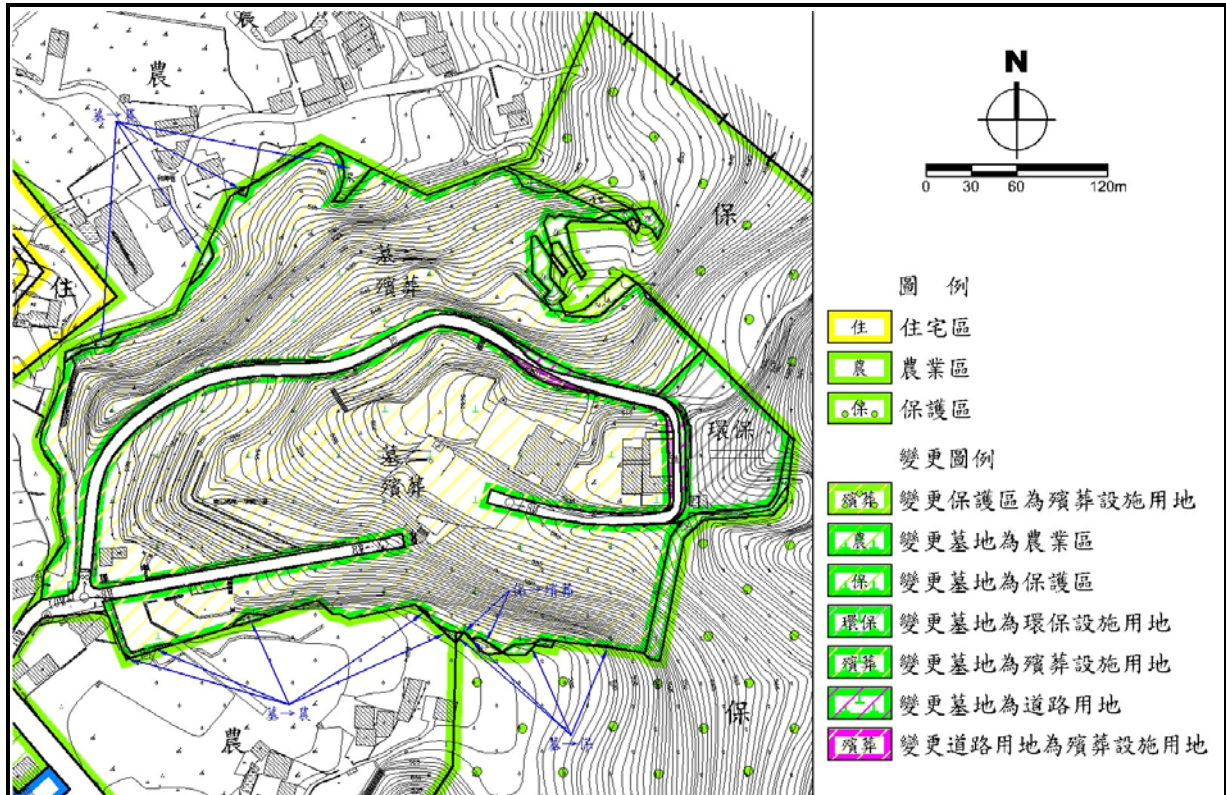 農
農
墓→農
保
住
墓二
殯葬
環保
墓二
殯葬
保→殯葬
墓→農
墓→保
農
保
N
0 30 60 120m
圖 例
住 住宅區
農 農業區
保 保護區
變更圖例
殯葬 變更保護區為殯葬設施用地
農 變更墓地為農業區
保 變更墓地為保護區
環保 變更墓地為環保設施用地
殯葬 變更墓地為殯葬設施用地
變更墓地為道路用地
殯葬 變更道路用地為殯葬設施用地